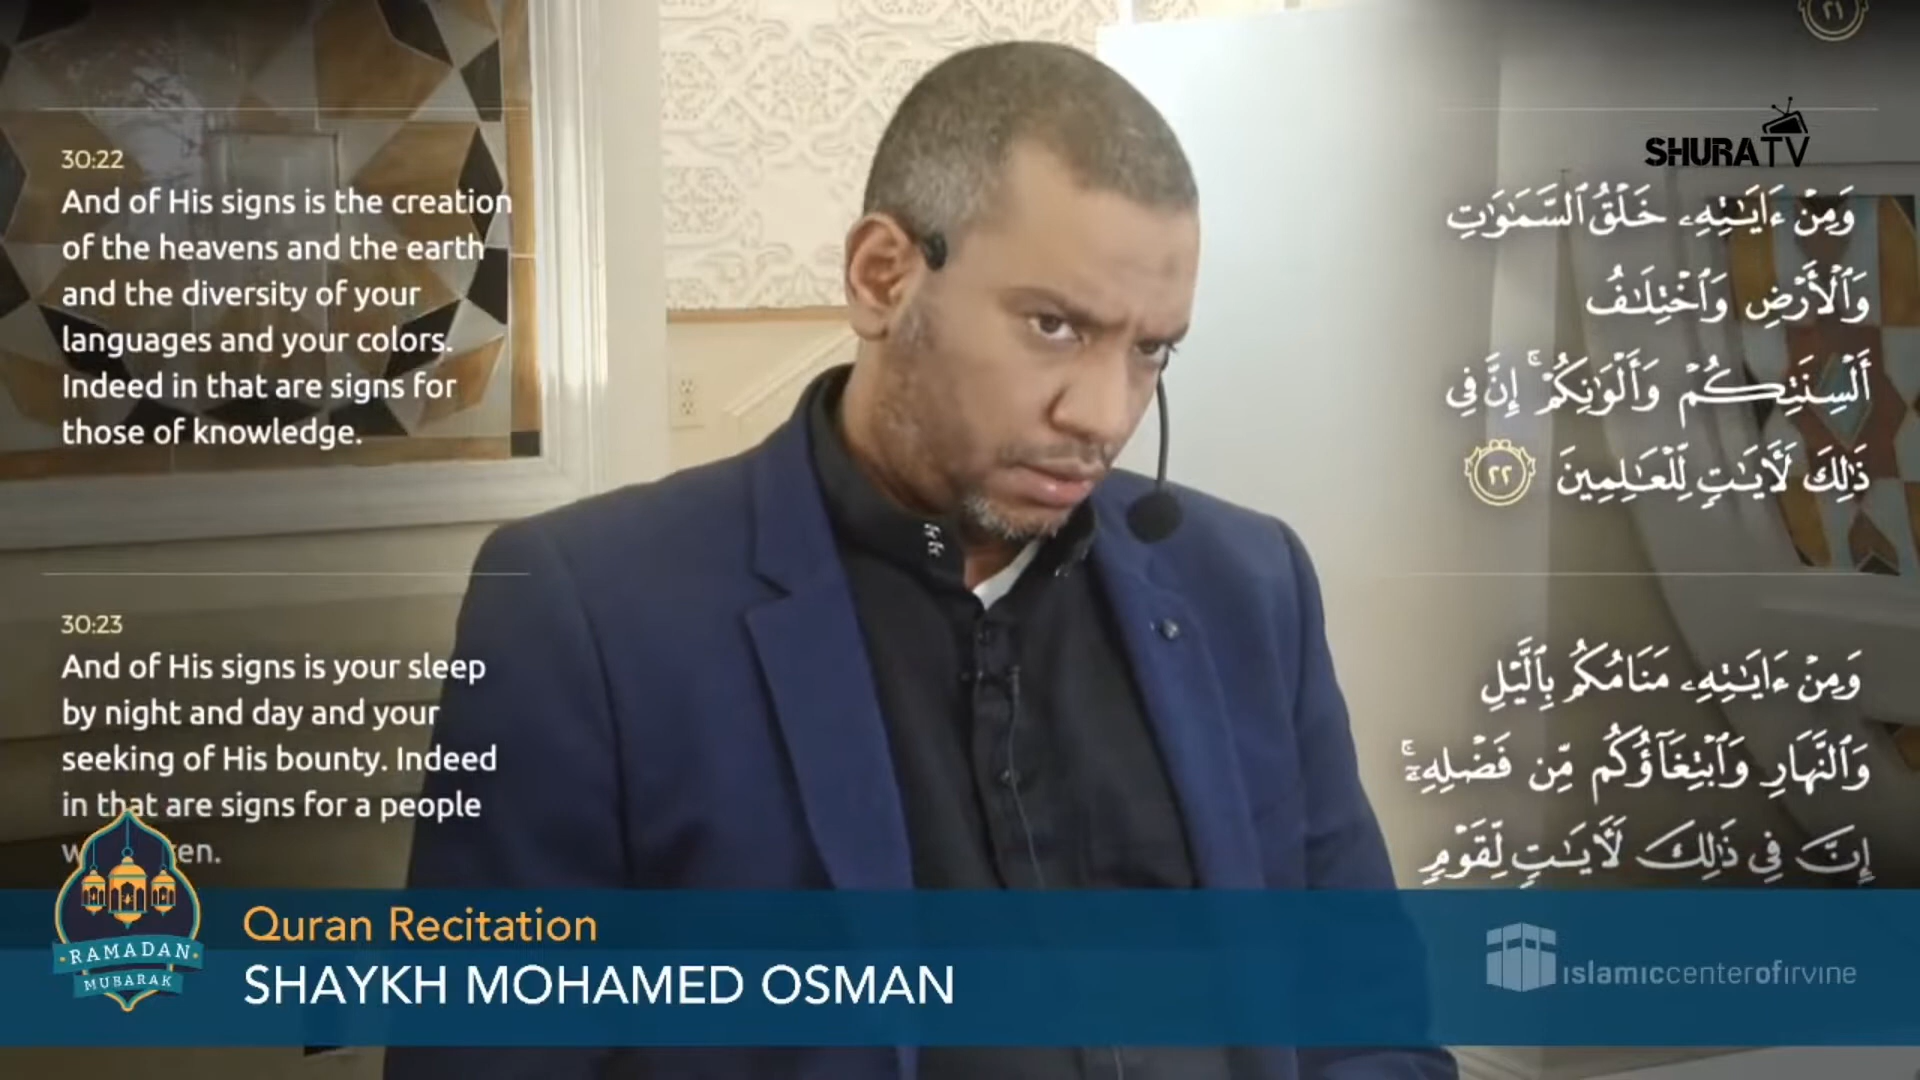 ٢١
SHURATV
30:22
And of His signs is the creation
of the heavens and the earth
and the diversity of your
languages and your colors.
Indeed in that are signs for
those of knowledge.
وَمِنْ ءَايَـٰتِهِۦ خَلْقُ ٱلسَّمَـٰوَٰتِ
وَٱلْأَرْضِ وَٱخْتِلَـٰفُ
أَلْسِنَتِكُمْ وَأَلْوَٰنِكُمْ ۚ إِنَّ فِى
ذَٰلِكَ لَـَٔايَـٰتٍ لِّلْعَـٰلِمِينَ ٢٢
30:23
And of His signs is your sleep
by night and day and your
seeking of His bounty. Indeed
in that are signs for a people
وَمِنْ ءَايَـٰتِهِۦ مَنَامُكُم بِٱلَّيْلِ
وَٱلنَّهَارِ وَٱبْتِغَآؤُكُم مِّن فَضْلِهِۦٓ ۚ
إِنَّ فِى ذَٰلِكَ لَـَٔايَـٰتٍ لِّقَوْمٍ
RAMADAN
MUBARAK
Quran Recitation
SHAYKH MOHAMED OSMAN
islamiccenterofirvine